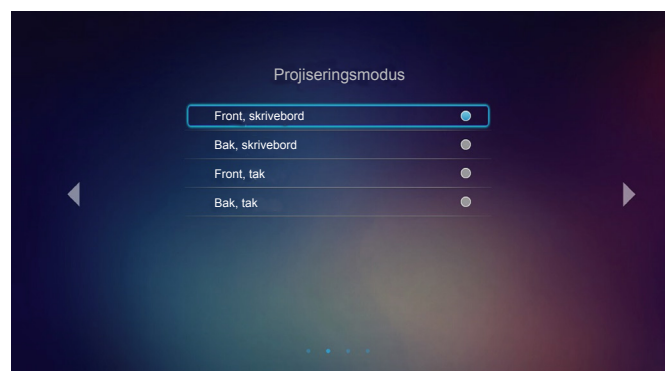 Projiseringsmodus
Front, skrivebord
Bak, skrivebord
Front, tak
Bak, tak